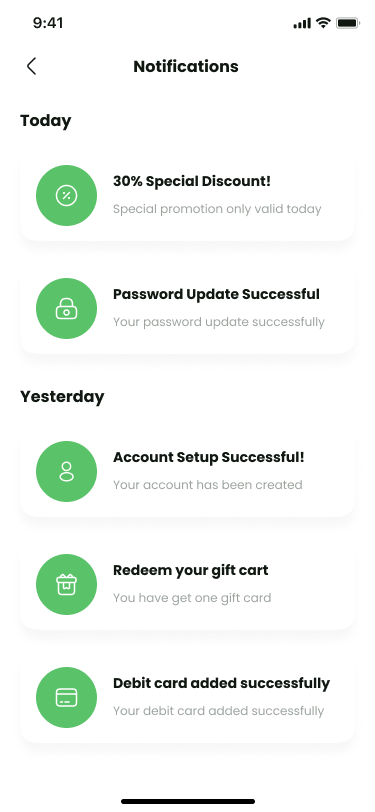 9:41
Notifications
Today
30% Special Discount!
Special promotion only valid today
Password Update Successful
Your password update successfully
Yesterday
Account Setup Successful!
Your account has been created
Redeem your gift cart
You have get one gift card
Debit card added successfully
Your debit card added successfully